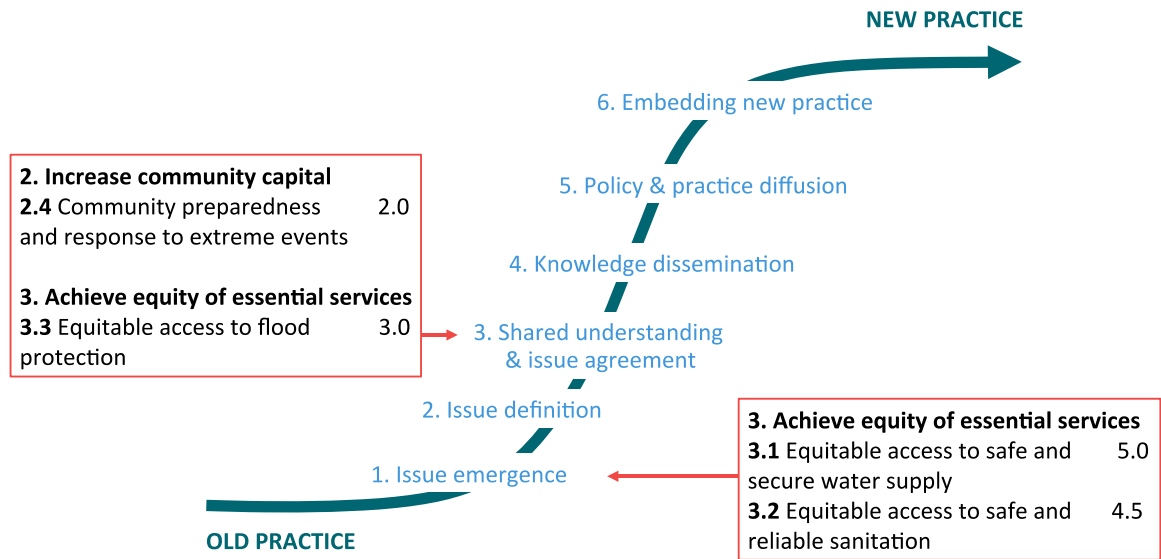 NEW PRACTICE
6. Embedding new practice
5. Policy & practice diffusion
4. Knowledge dissemination
3. Shared understanding
& issue agreement
2. Issue definition
1. Issue emergence
OLD PRACTICE
2. Increase community capital
2.4 Community preparedness 2.0
and response to extreme events
3. Achieve equity of essential services
3.3 Equitable access to flood 3.0
protection
3. Achieve equity of essential services
3.1 Equitable access to safe and 5.0
secure water supply
3.2 Equitable access to safe and 4.5
reliable sanitation